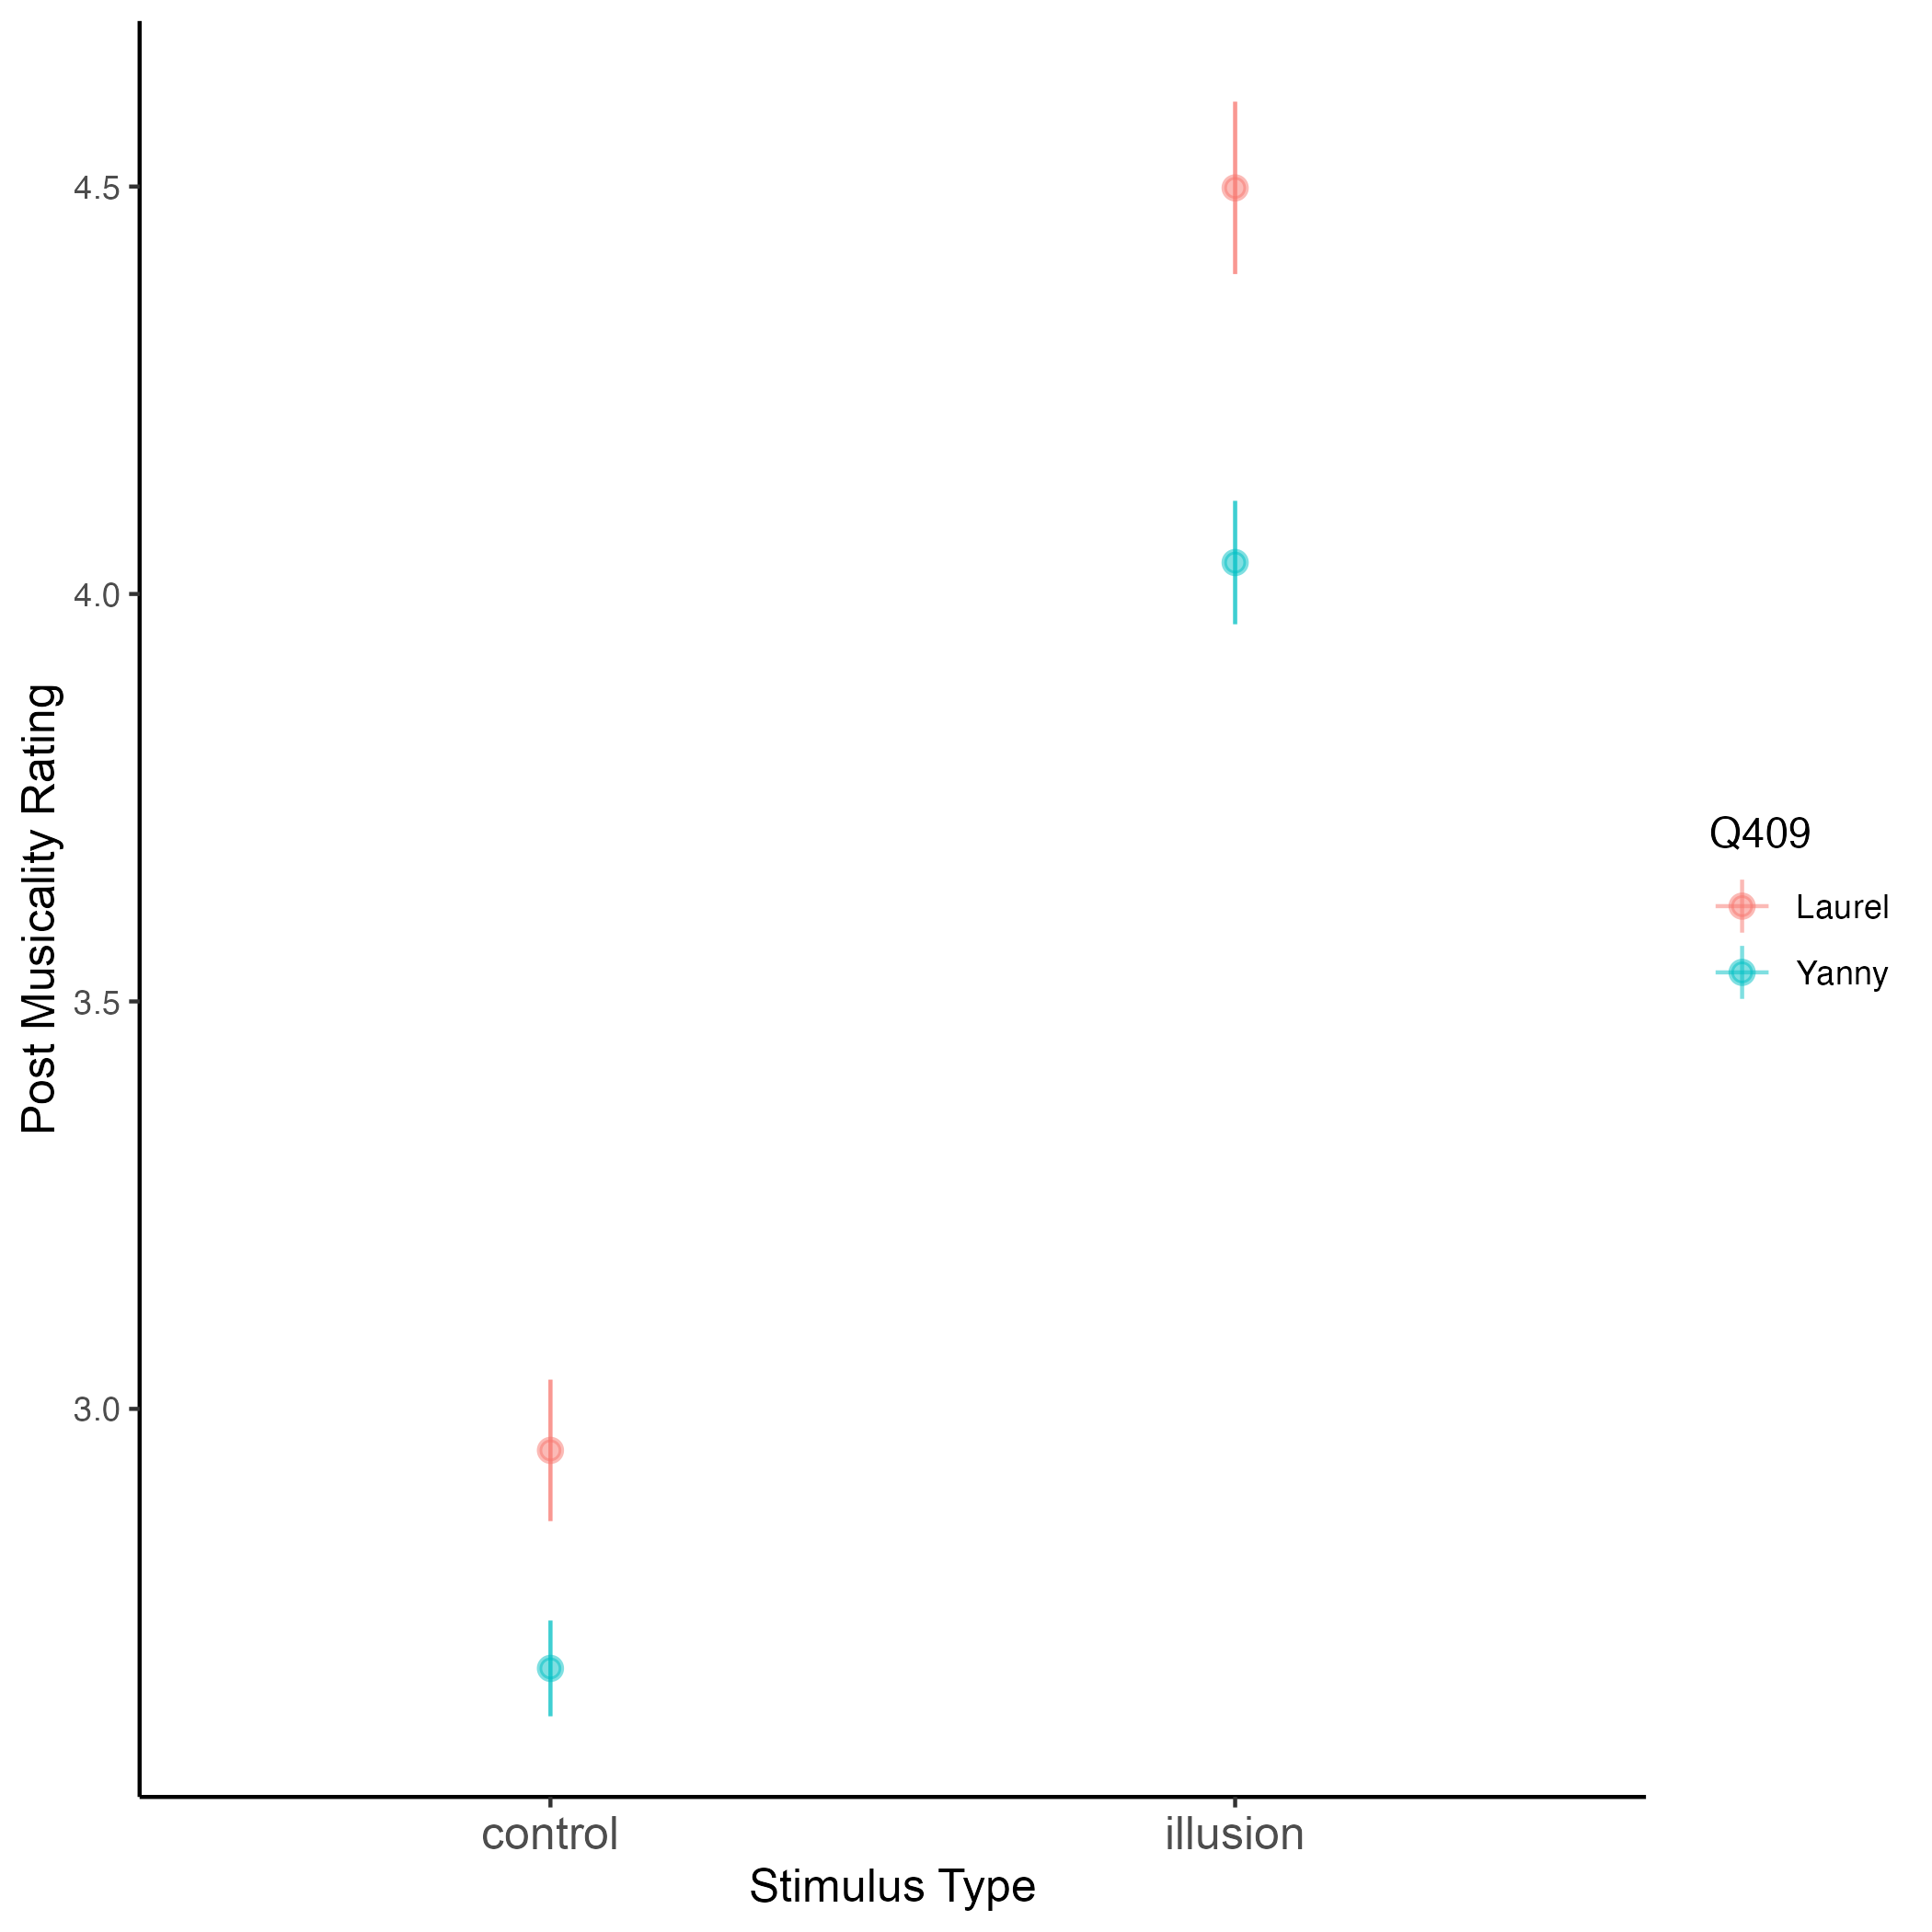 Post Musicality Rating
4.5
4.0
3.5
3.0
control
illusion
Stimulus Type
Q409
Laurel
Yanny